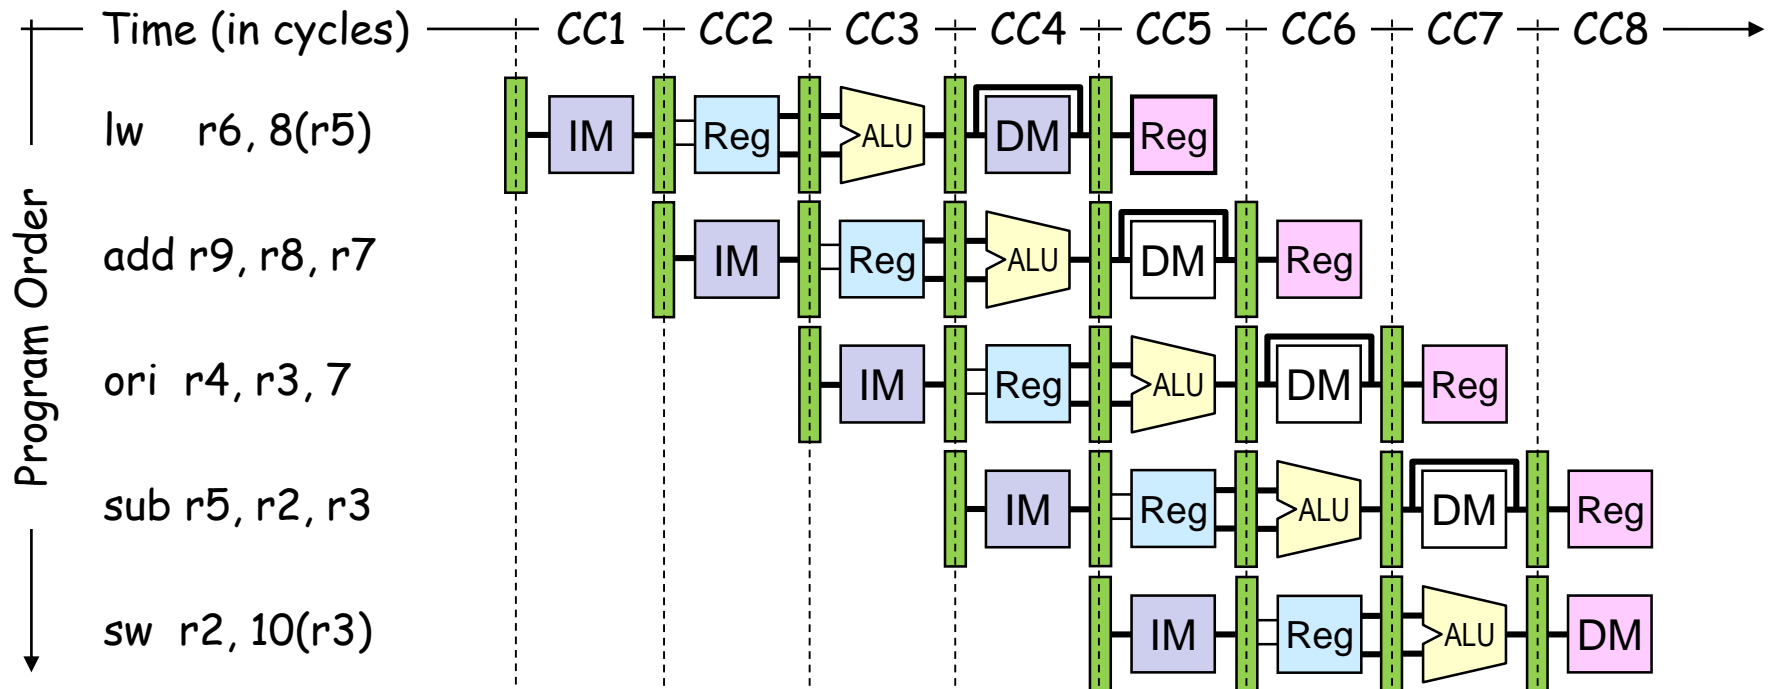 Time (in cycles) CC1 CC2 CC3 CC4 CC5 CC6 CC7 CC8
Program Order
lw r6, 8(r5) IM Reg ALU DM Reg
add r9, r8, r7 IM Reg ALU DM Reg
ori r4, r3, 7 IM Reg ALU DM Reg
sub r5, r2, r3 IM Reg ALU DM Reg
sw r2, 10(r3) IM Reg ALU DM